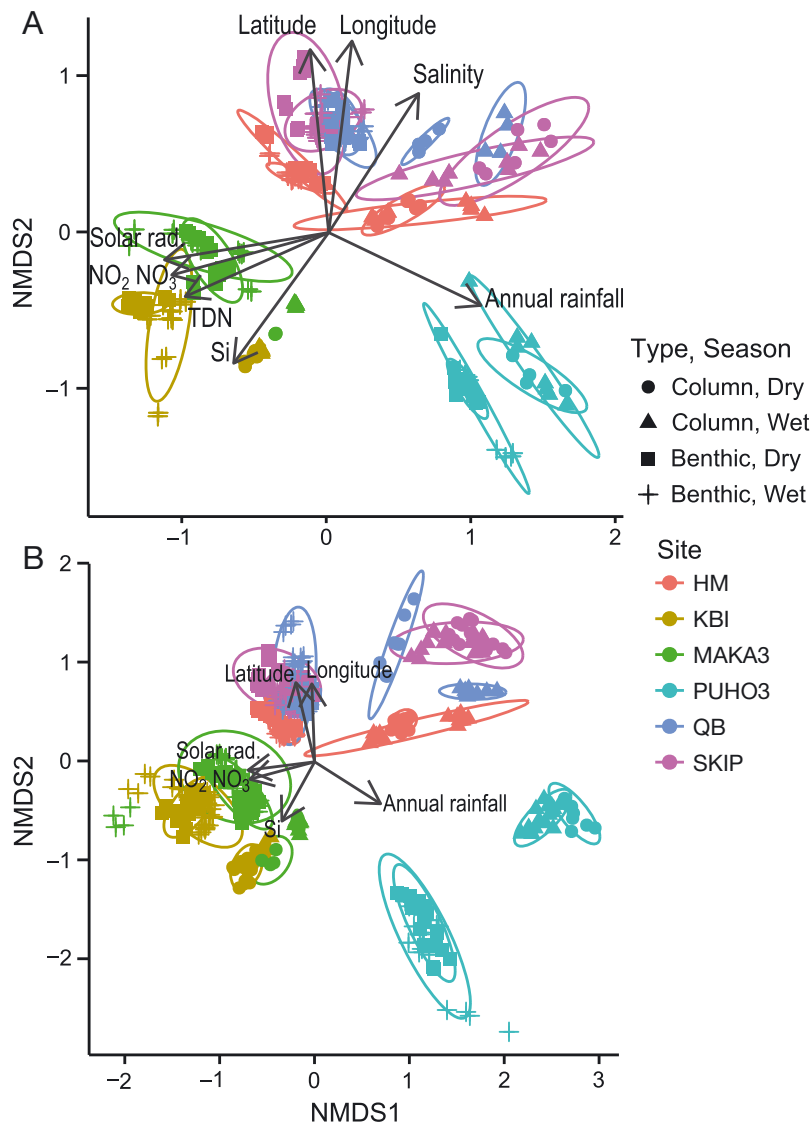 A
Latitude Longitude
Salinity
Solar rad.
NO2 NO3
TDN
Si
Annual rainfall
NMDS2
1
0
−1
−1 0 1 2
Type, Season
Column, Dry
Column, Wet
Benthic, Dry
Benthic, Wet
Site
HM
KBI
MAKA3
PUHO3
QB
SKIP
B
Latitude Longitude
Solar rad.
NO2 NO3
Si
Annual rainfall
NMDS2
2
1
0
−1
−2
−2 −1 0 1 2 3
NMDS1